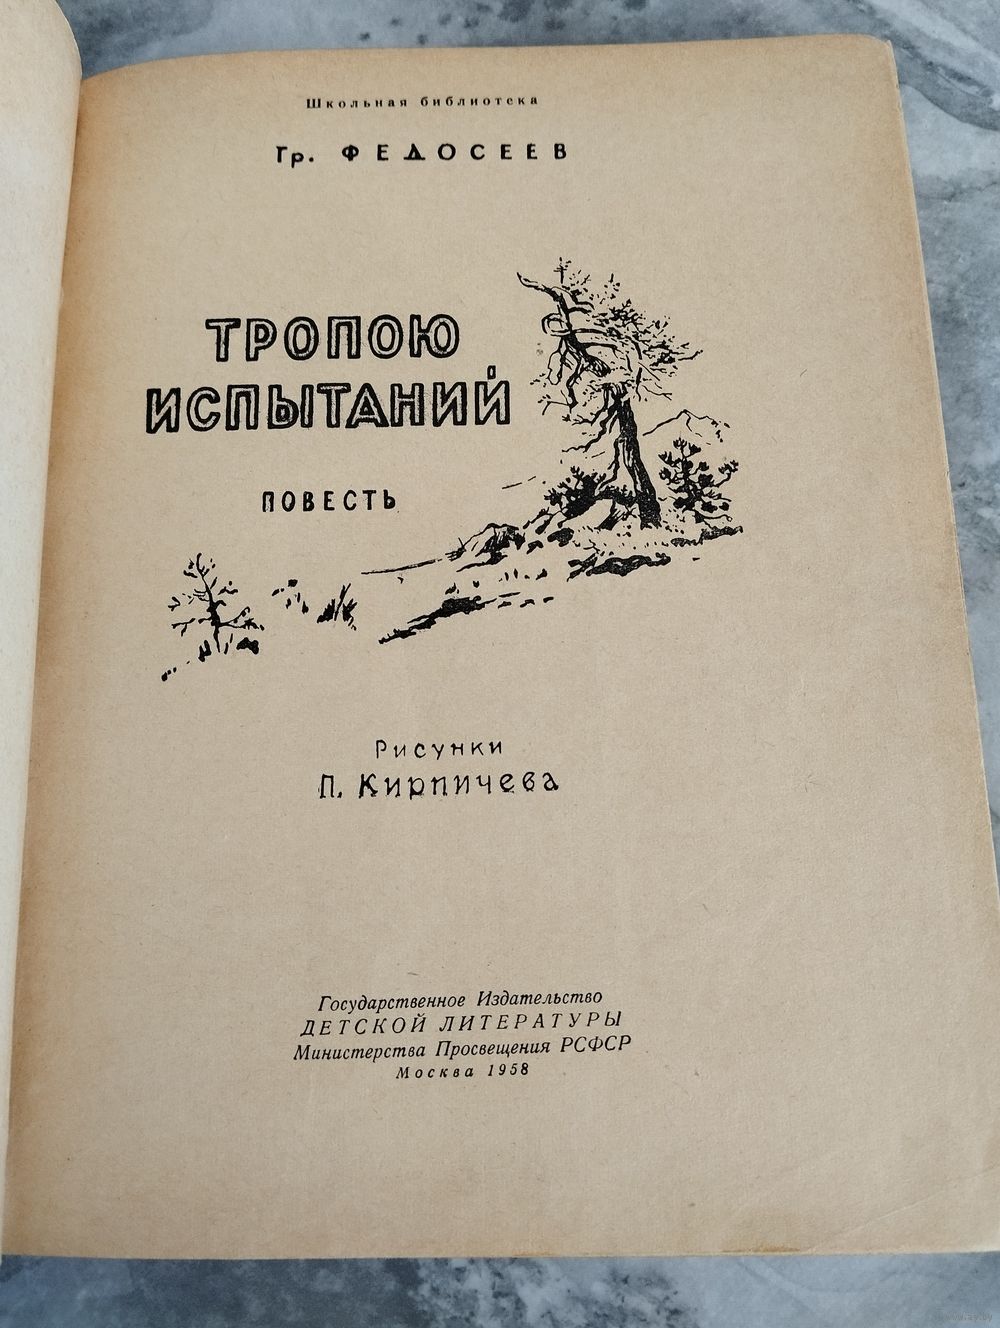 Школьная библиотека
Гр. ФЕДОСЕЕВ
ТРОПОЮ
ИСПЫТАНИЙ
ПОВЕСТЬ
Рисунки
П. Кирпичева
Государственное Издательство
ДЕТСКОЙ ЛИТЕРАТУРЫ
Министерства Просвещения РСФСР
Москва 1958